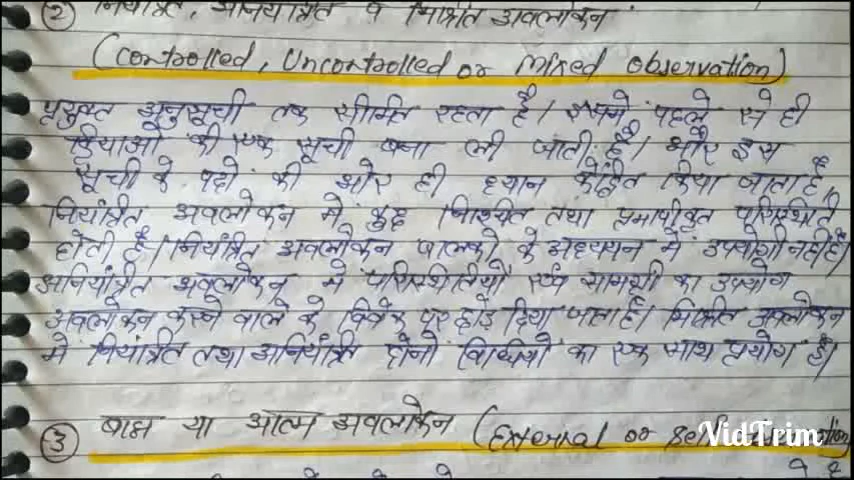 (2) नियंत्रित, अनियंत्रित व मिश्रित अवलोकन
(Controlled, Uncontrolled or Mixed Observation)
प्रयुक्त अनुसूची तक सीमित रहता है। इसमें पहले से ही
क्रियाओं की एक सूची बना ली जाती है। और इस
सूची के पदों की ओर ही ध्यान केंद्रित किया जाता है,
नियंत्रित अवलोकन में कुछ निश्चित तथा प्रमाणीकृत परिस्थिति
होती है। नियंत्रित अवलोकन बालकों के अध्ययन में उपयोगी नहीं है।
अनियंत्रित अवलोकन में परिस्थितियों एवं सामग्री का उपयोग
अवलोकन करने वाले के विवेक पर छोड़ दिया जाता है। मिश्रित अवलोकन
में नियंत्रित तथा अनियंत्रित दोनों विधियों का एक साथ प्रयोग है।
(3) बाह्य या आत्म अवलोकन (External or Self
VidTrim